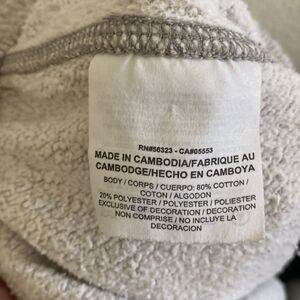 RN#56323 - CA#05553
MADE IN CAMBODIA/FABRIQUE AU
CAMBODGE/HECHO EN CAMBOYA
BODY / CORPS / CUERPO: 80% COTTON /
COTON / ALGODON
20% POLYESTER / POLYESTER / POLIESTER
EXCLUSIVE OF DECORATION / DECORATION
NON COMPRISE / NO INCLUYE LA
DECORACION